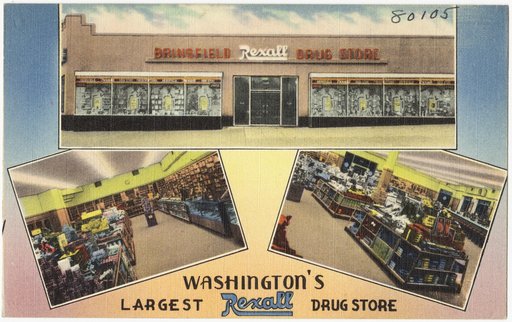 80105
BRINSFIELD Rexall DRUG STORE
WASHINGTON'S
LARGEST Rexall DRUG STORE